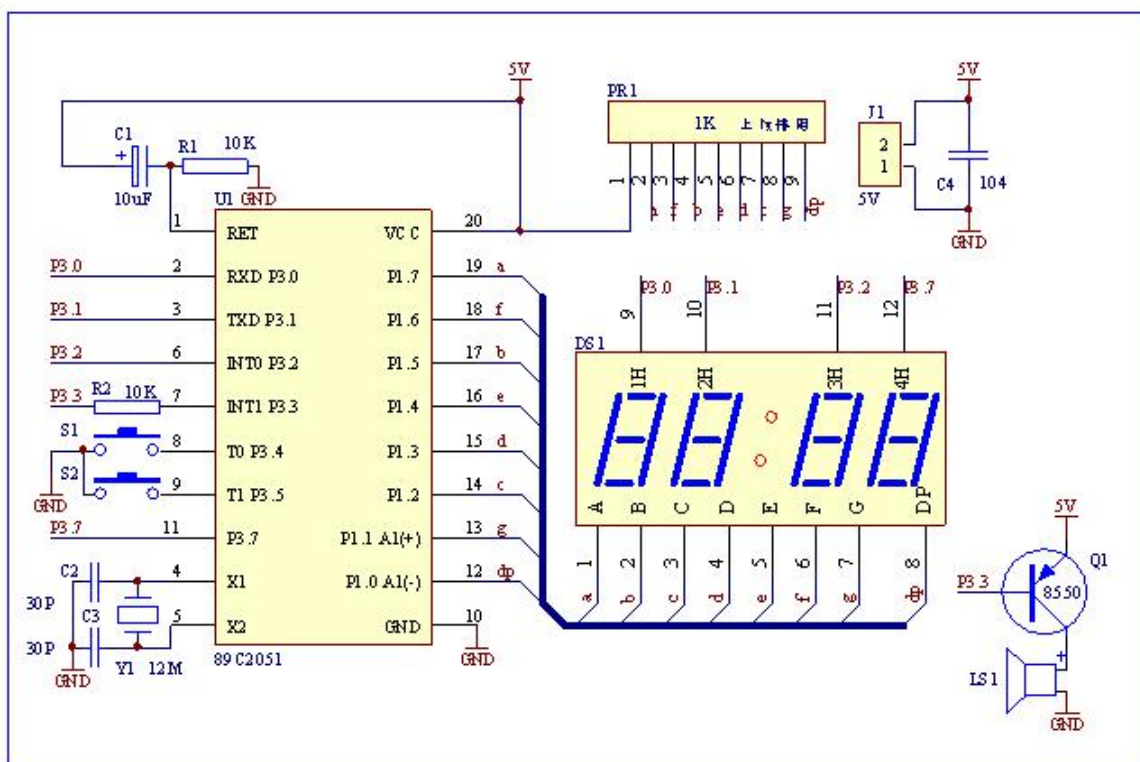 5V
PR1
1K 上拉排阻
1 2 3 4 5 6 7 8 9
a f b e d c g dp
J1
2
1
5V
5V
C4 104
GND
C1
+
10uF
R1 10K
GND
U1
1 RET
2 RXD P3.0
3 TXD P3.1
6 INT0 P3.2
7 INT1 P3.3
8 T0 P3.4
9 T1 P3.5
11 P3.7
4 X1
5 X2
VCC 20
P1.7 19 a
P1.6 18 f
P1.5 17 b
P1.4 16 e
P1.3 15 d
P1.2 14 c
P1.1 A1(+) 13 g
P1.0 A1(-) 12 dp
GND 10
GND
89C2051
P3.0
P3.1
P3.2
P3.3
R2 10K
S1
S2
GND
P3.7
C2
30P
C3
30P
GND
Y1 12M
P3.0 P3.1 P3.2 P3.7
9 10 11 12
DS1
1H 2H 3H 4H
A B C D E F G DP
1 2 3 4 5 6 7 8
a b c d e f g dp
5V
Q1
P3.3
8550
+
LS1
GND